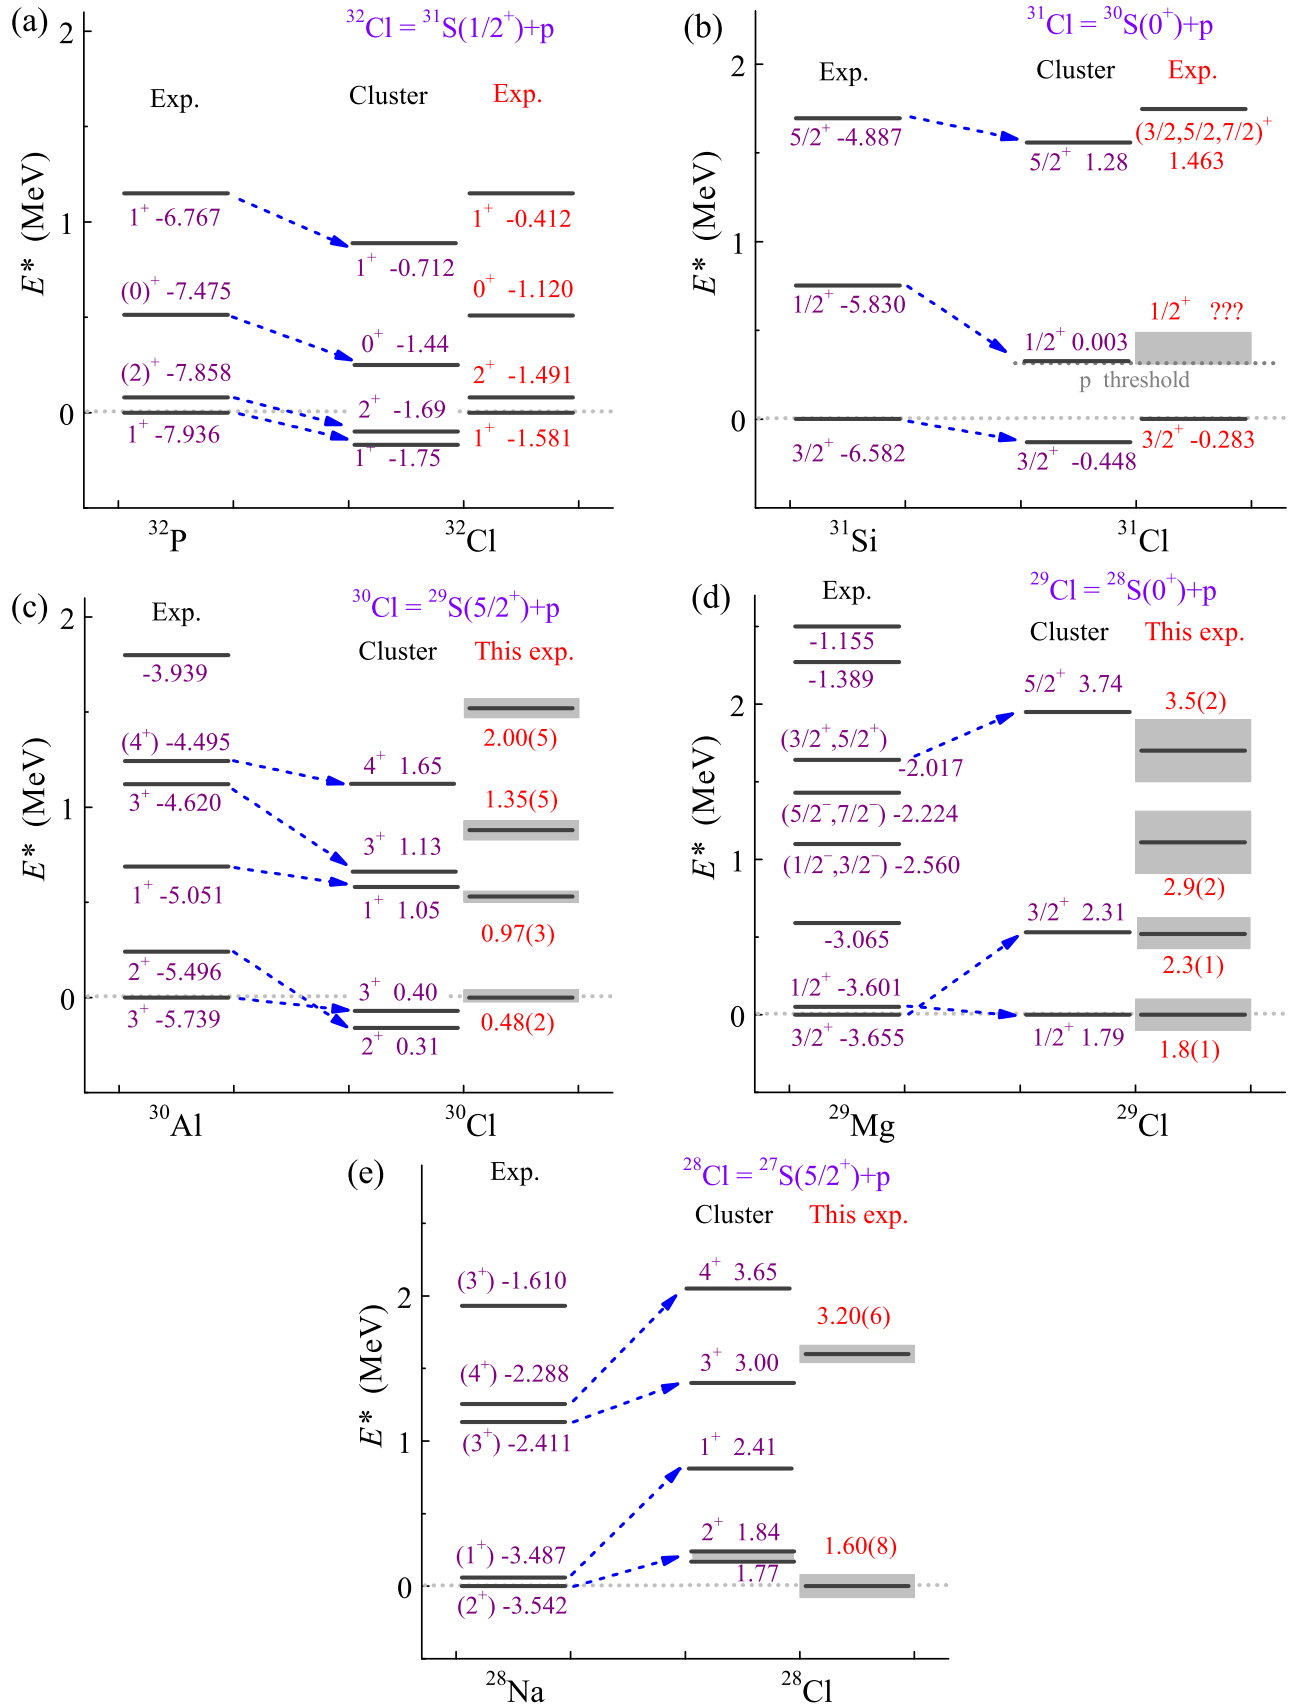 (a)
³²Cl = ³¹S(1/2⁺)+p
2
Exp.
Cluster
Exp.
E* (MeV)
1⁺ -6.767
1⁺ -0.712
1⁺ -0.412
1
(0)⁺ -7.475
0⁺ -1.44
0⁺ -1.120
(2)⁺ -7.858
2⁺ -1.69
2⁺ -1.491
0
1⁺ -7.936
1⁺ -1.75
1⁺ -1.581
³²P
³²Cl
(b)
³¹Cl = ³⁰S(0⁺)+p
2
Exp.
Cluster
Exp.
E* (MeV)
5/2⁺ -4.887
5/2⁺ 1.28
(3/2,5/2,7/2)⁺
1.463
1
1/2⁺ -5.830
1/2⁺ 0.003
1/2⁺ ???
p threshold
0
3/2⁺ -6.582
3/2⁺ -0.448
3/2⁺ -0.283
³¹Si
³¹Cl
(c)
³⁰Cl = ²⁹S(5/2⁺)+p
2
Exp.
Cluster
This exp.
E* (MeV)
-3.939
2.00(5)
(4⁺) -4.495
4⁺ 1.65
1
3⁺ -4.620
3⁺ 1.13
1.35(5)
1⁺ -5.051
1⁺ 1.05
0.97(3)
2⁺ -5.496
3⁺ 0.40
0
3⁺ -5.739
2⁺ 0.31
0.48(2)
³⁰Al
³⁰Cl
(d)
²⁹Cl = ²⁸S(0⁺)+p
Exp.
Cluster
This exp.
E* (MeV)
-1.155
-1.389
2
5/2⁺ 3.74
3.5(2)
(3/2⁺,5/2⁺)
-2.017
(5/2⁻,7/2⁻) -2.224
1
(1/2⁻,3/2⁻) -2.560
2.9(2)
-3.065
3/2⁺ 2.31
2.3(1)
1/2⁺ -3.601
0
3/2⁺ -3.655
1/2⁺ 1.79
1.8(1)
²⁹Mg
²⁹Cl
(e)
Exp.
²⁸Cl = ²⁷S(5/2⁺)+p
Cluster
This exp.
E* (MeV)
(3⁺) -1.610
4⁺ 3.65
2
3.20(6)
(4⁺) -2.288
3⁺ 3.00
1
(3⁺) -2.411
1⁺ 2.41
(1⁺) -3.487
2⁺ 1.84
1.60(8)
1.77
0
(2⁺) -3.542
²⁸Na
²⁸Cl